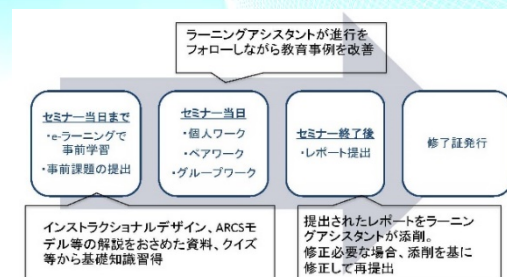 ラーニングアシスタントが進行を
フォローしながら教育事例を改善
セミナー当日まで
・e-ラーニングで
事前学習
・事前課題の提出
セミナー当日
・個人ワーク
・ペアワーク
・グループワーク
セミナー終了後
・レポート提出
修了証発行
インストラクショナルデザイン、ARCSモ
デル等の解説をおさめた資料、クイズ
等から基礎知識習得
提出されたレポートをラーニン
グアシスタントが添削。
修正必要な場合、添削を基に
修正して再提出